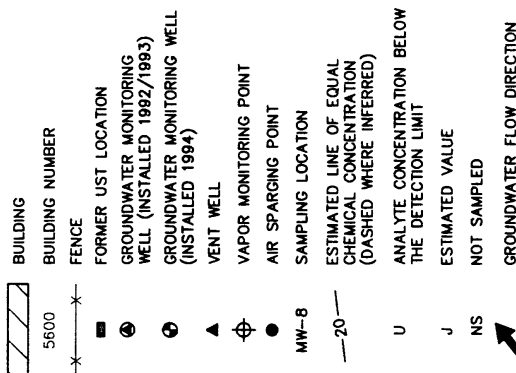 BUILDING
5600 BUILDING NUMBER
FENCE
FORMER UST LOCATION
GROUNDWATER MONITORING
WELL (INSTALLED 1992/1993)
GROUNDWATER MONITORING WELL
(INSTALLED 1994)
VENT WELL
VAPOR MONITORING POINT
AIR SPARGING POINT
MW-8 SAMPLING LOCATION
ESTIMATED LINE OF EQUAL
20 CHEMICAL CONCENTRATION
(DASHED WHERE INFERRED)
U ANALYTE CONCENTRATION BELOW
THE DETECTION LIMIT
J ESTIMATED VALUE
NS NOT SAMPLED
GROUNDWATER FLOW DIRECTION